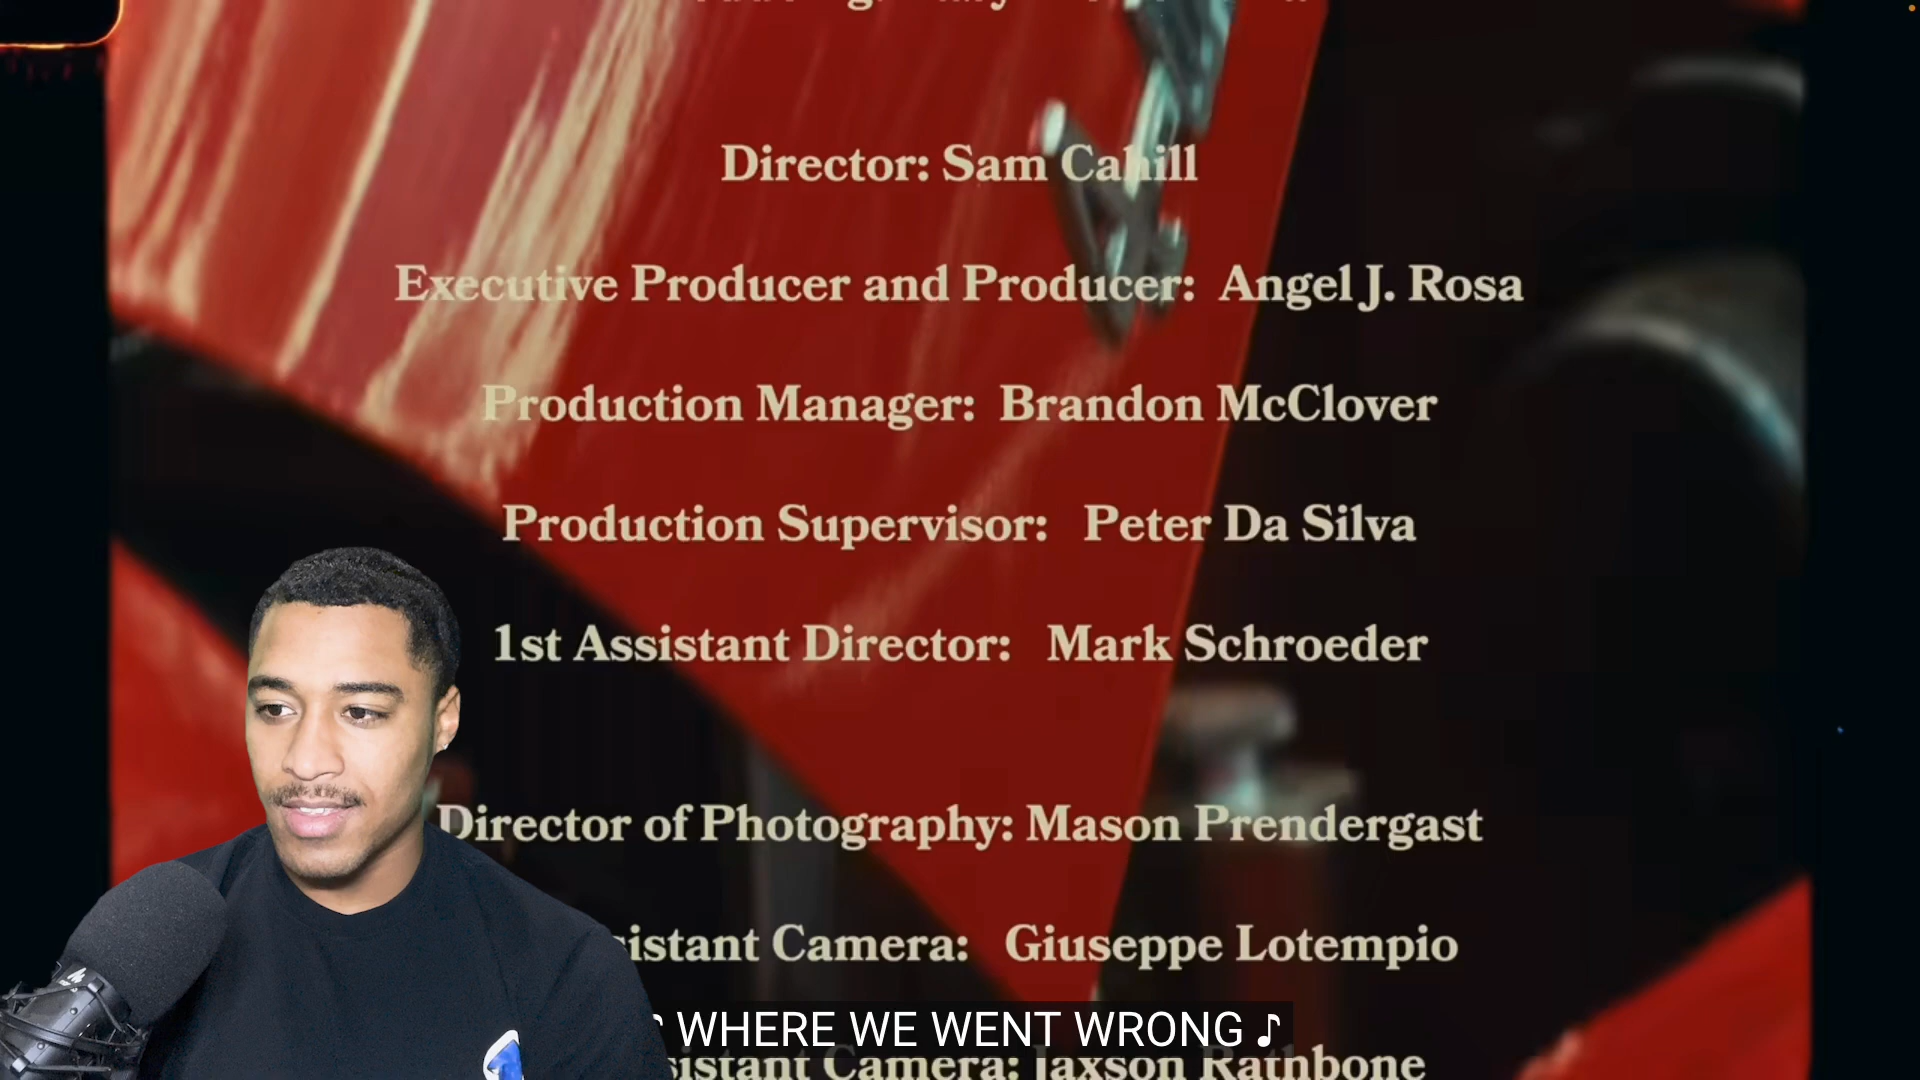 Director: Sam Cahill
Executive Producer and Producer: Angel J. Rosa
Production Manager: Brandon McClover
Production Supervisor: Peter Da Silva
1st Assistant Director: Mark Schroeder
Director of Photography: Mason Prendergast
Camera: Giuseppe Lotempio
♪ WHERE WE WENT WRONG ♪
Camera: Jaxson Rathbone